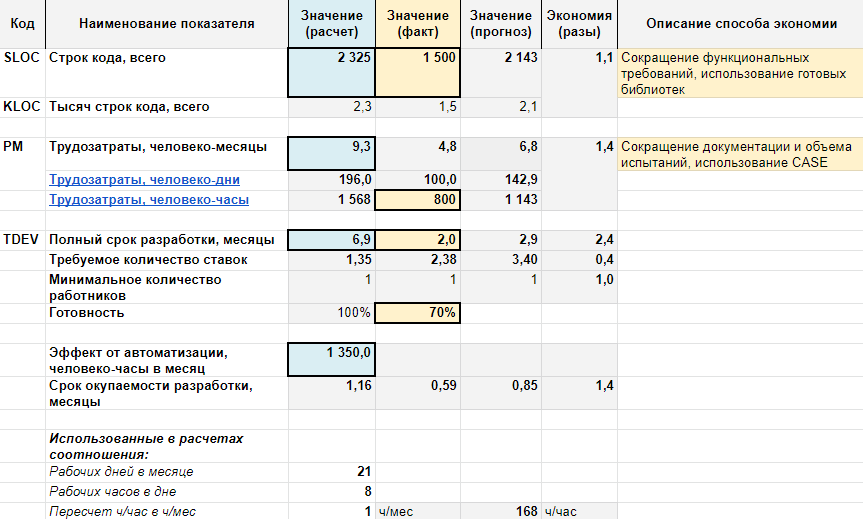 Код Наименование показателя Значение (расчет) Значение (факт) Значение (прогноз) Экономия (разы) Описание способа экономии
SLOC Строк кода, всего 2 325 1 500 2 143 1,1 Сокращение функциональных
требований, использование готовых
библиотек
KLOC Тысяч строк кода, всего 2,3 1,5 2,1
PM Трудозатраты, человеко-месяцы 9,3 4,8 6,8 1,4 Сокращение документации и объема
испытаний, использование CASE
Трудозатраты, человеко-дни 196,0 100,0 142,9
Трудозатраты, человеко-часы 1 568 800 1 143
TDEV Полный срок разработки, месяцы 6,9 2,0 2,9 2,4
Требуемое количество ставок 1,35 2,38 3,40 0,4
Минимальное количество
работников 1 1 1 1,0
Готовность 100% 70%
Эффект от автоматизации,
человеко-часы в месяц 1 350,0
Срок окупаемости разработки,
месяцы 1,16 0,59 0,85 1,4
Использованные в расчетах
соотношения:
Рабочих дней в месяце 21
Рабочих часов в дне 8
Пересчет ч/час в ч/мес 1 ч/мес 168 ч/час